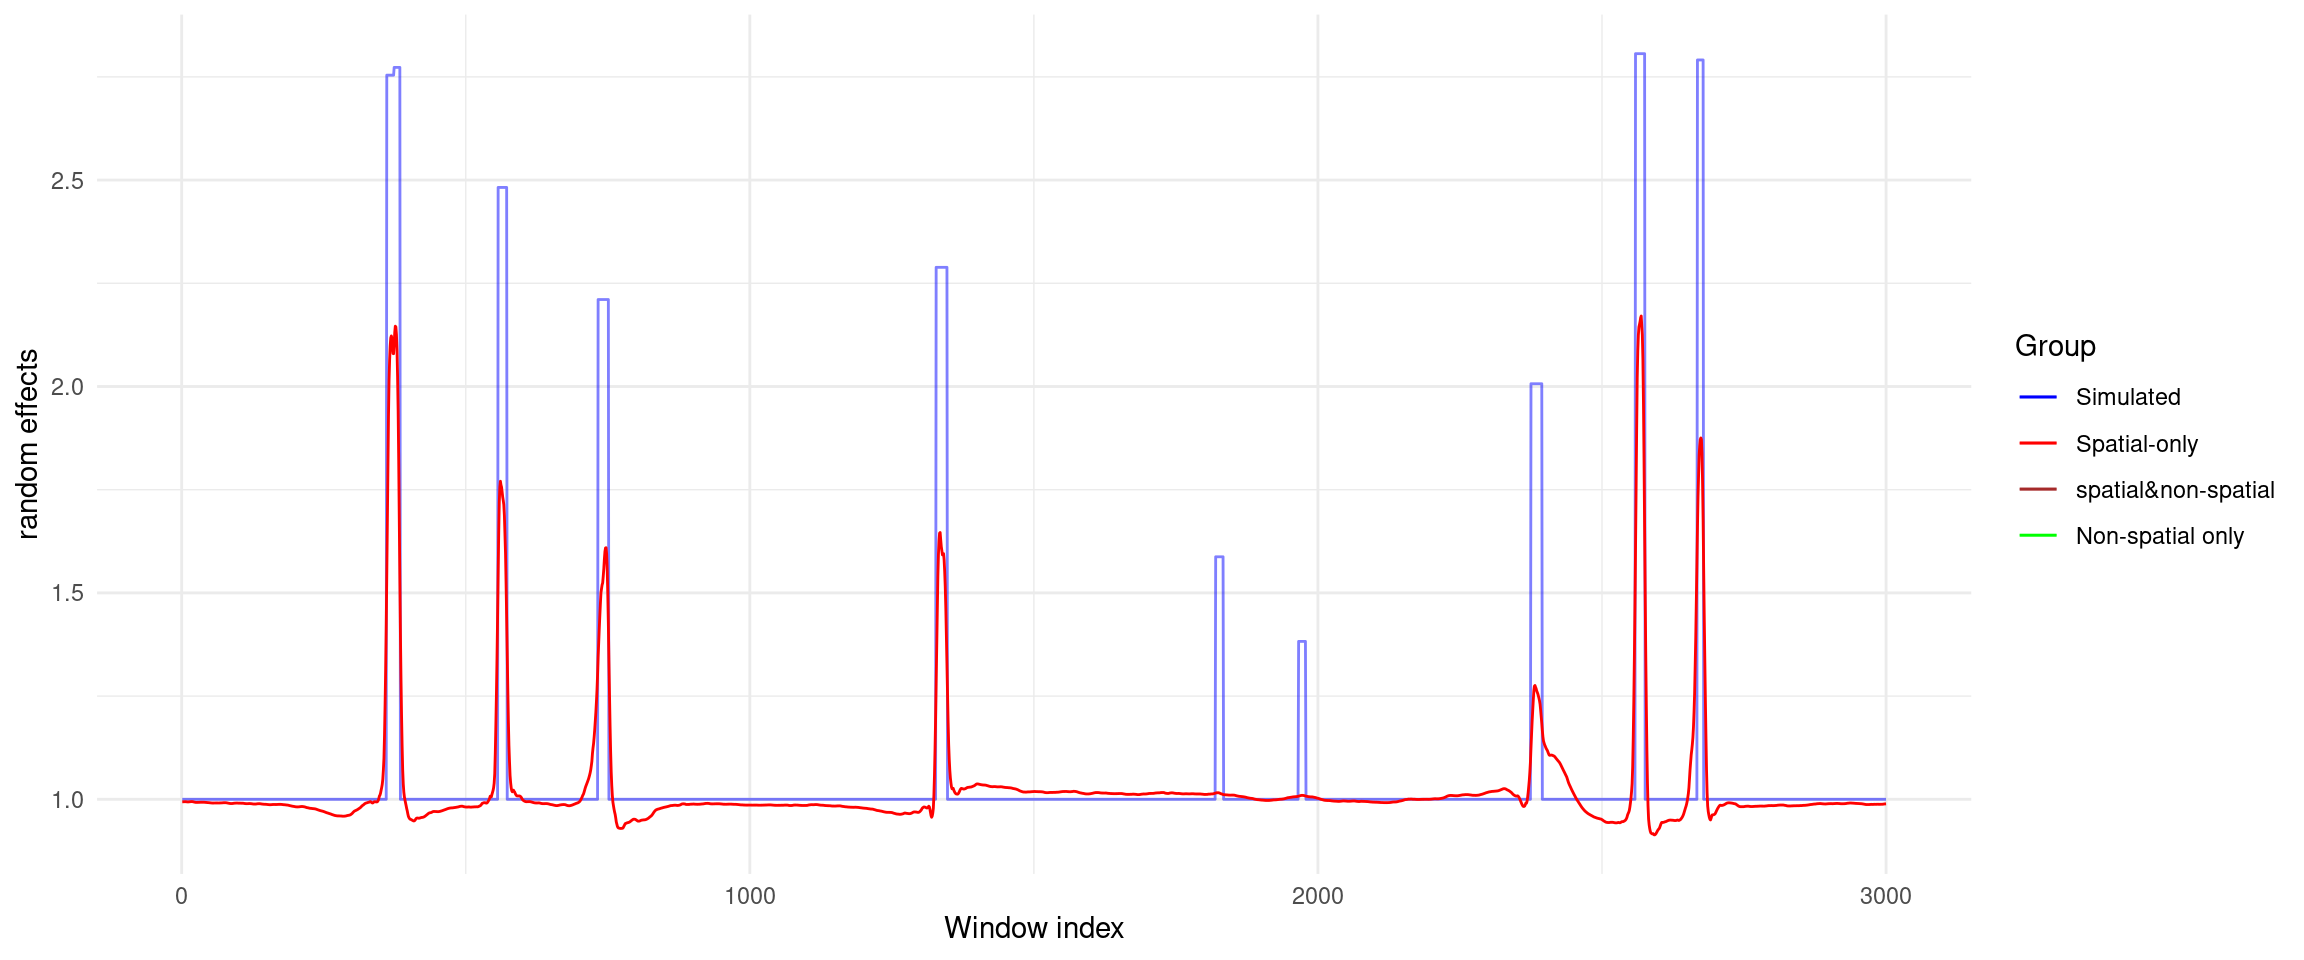 2.5
2.0
1.5
1.0
random effects
0
1000
2000
3000
Window index
Group
Simulated
Spatial-only
spatial&non-spatial
Non-spatial only